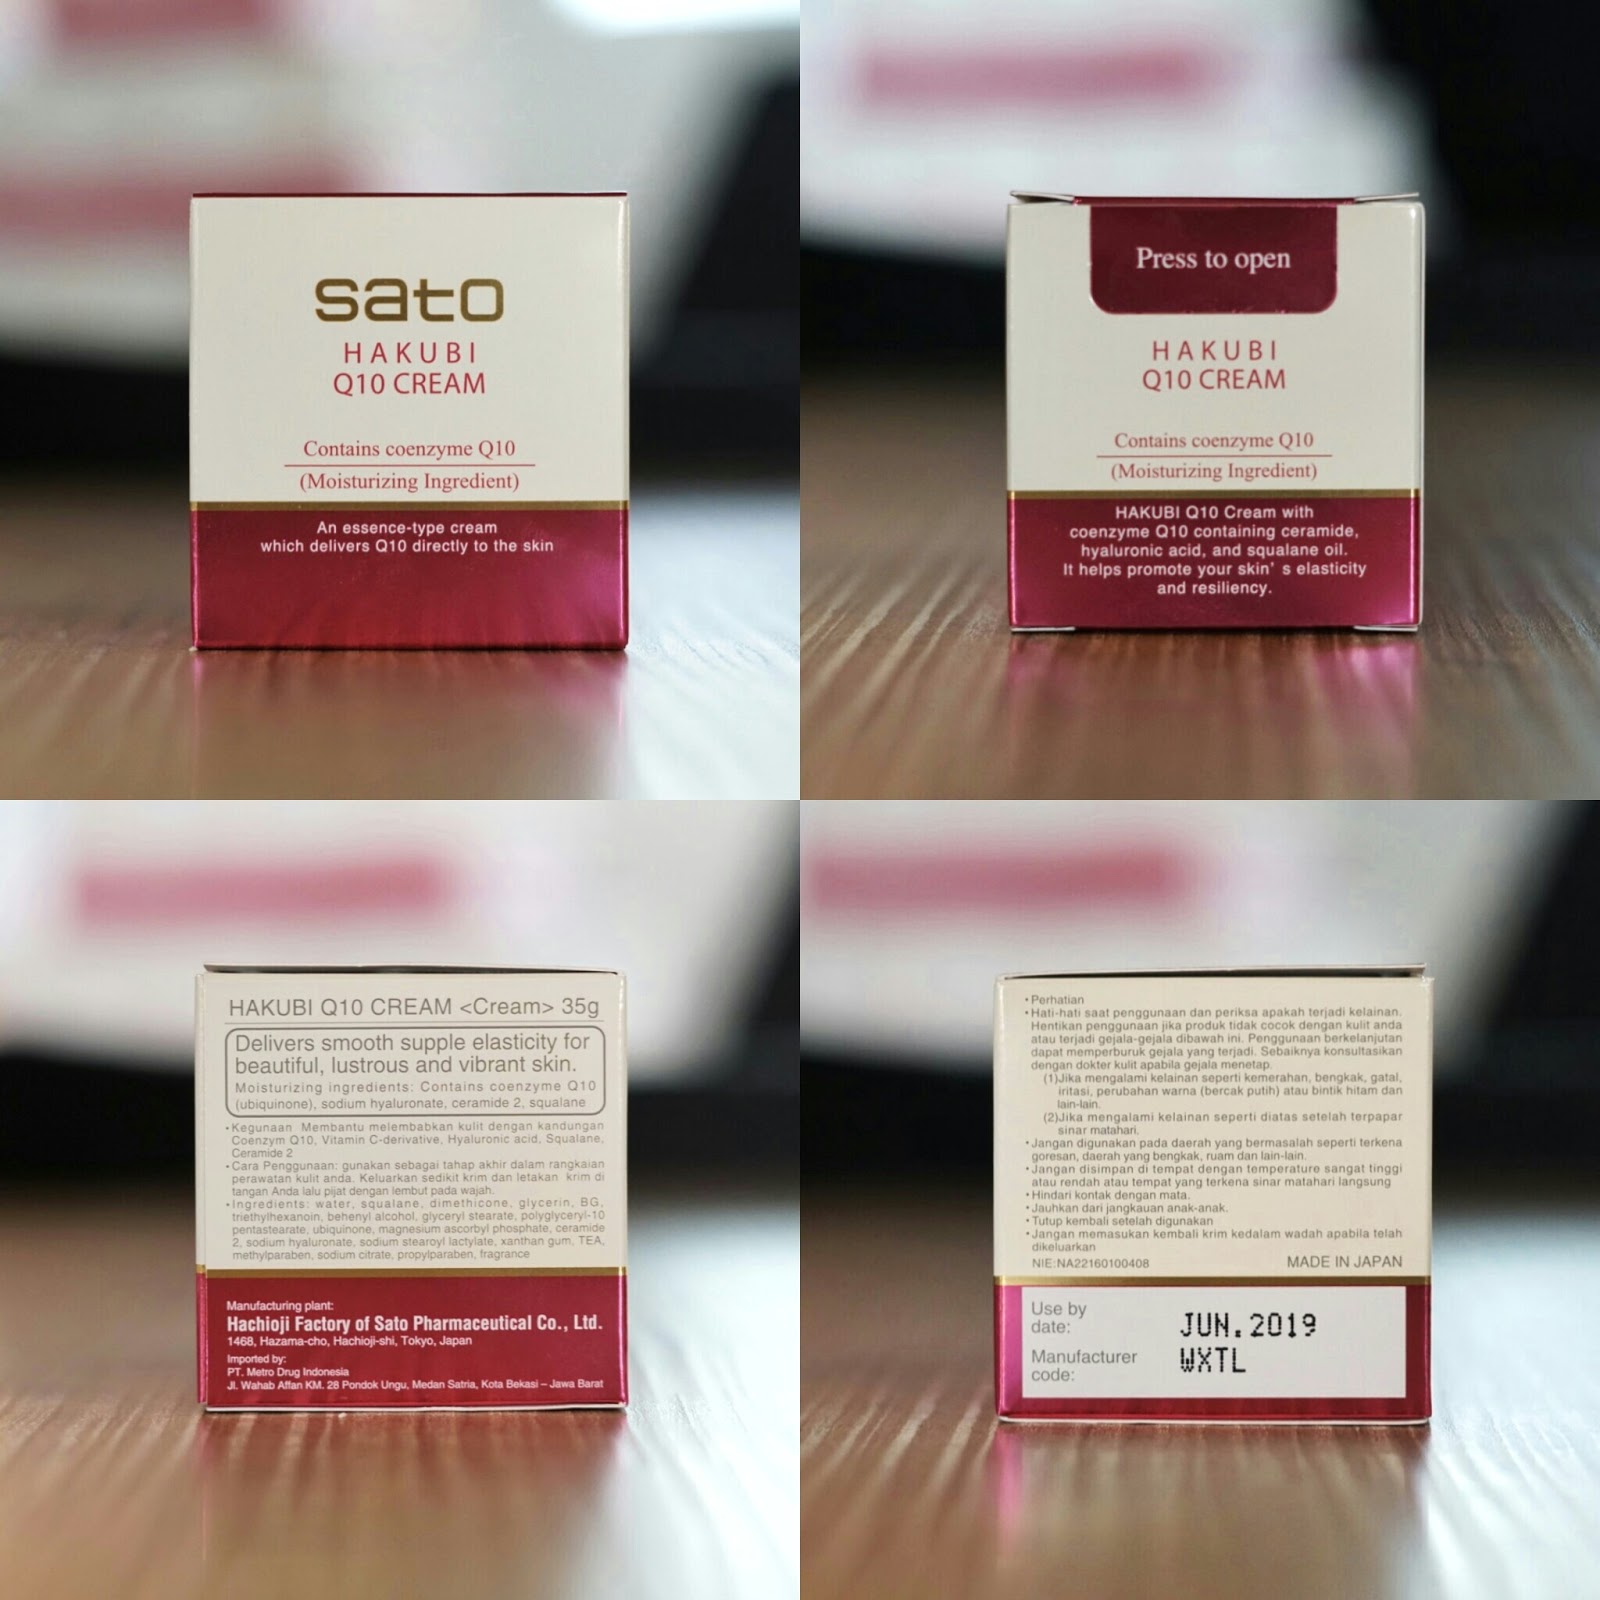 sato
HAKUBI
Q10 CREAM
Contains coenzyme Q10
(Moisturizing Ingredient)
An essence-type cream
which delivers Q10 directly to the skin
Press to open
HAKUBI
Q10 CREAM
Contains coenzyme Q10
(Moisturizing Ingredient)
HAKUBI Q10 Cream with
coenzyme Q10 containing ceramide,
hyaluronic acid, and squalane oil.
It helps promote your skin' s elasticity
and resiliency.
HAKUBI Q10 CREAM <Cream> 35g
Delivers smooth supple elasticity for
beautiful, lustrous and vibrant skin.
Moisturizing ingredients: Contains coenzyme Q10
(ubiquinone), sodium hyaluronate, ceramide 2, squalane
•Kegunaan Membantu melembabkan kulit dengan kandungan
Coenzym Q10, Vitamin C-derivative, Hyaluronic acid, Squalane,
Ceramide 2
•Cara Penggunaan: gunakan sebagai tahap akhir dalam rangkaian
perawatan kulit anda. Keluarkan sedikit krim dan letakan krim di
tangan Anda lalu pijat dengan lembut pada wajah.
•Ingredients: water, squalane, dimethicone, glycerin, BG,
triethylhexanoin, behenyl alcohol, glyceryl stearate, polyglyceryl-10
pentastearate, ubiquinone, magnesium ascorbyl phosphate, ceramide
2, sodium hyaluronate, sodium stearoyl lactylate, xanthan gum, TEA,
methylparaben, sodium citrate, propylparaben, fragrance
Manufacturing plant:
Hachioji Factory of Sato Pharmaceutical Co., Ltd.
1468, Hazama-cho, Hachioji-shi, Tokyo, Japan
Imported by:
PT. Metro Drug Indonesia
Jl. Wahab Affan KM. 28 Pondok Ungu, Medan Satria, Kota Bekasi – Jawa Barat
•Perhatian
•Hati-hati saat penggunaan dan periksa apakah terjadi kelainan.
Hentikan penggunaan jika produk tidak cocok dengan kulit anda
atau terjadi gejala-gejala dibawah ini. Penggunaan berkelanjutan
dapat memperburuk gejala yang terjadi. Sebaiknya konsultasikan
dengan dokter kulit apabila gejala menetap.
(1)Jika mengalami kelainan seperti kemerahan, bengkak, gatal,
iritasi, perubahan warna (bercak putih) atau bintik hitam dan
lain-lain.
(2)Jika mengalami kelainan seperti diatas setelah terpapar
sinar matahari.
•Jangan digunakan pada daerah yang bermasalah seperti terkena
goresan, daerah yang bengkak, ruam dan lain-lain.
•Jangan disimpan di tempat dengan temperature sangat tinggi
atau rendah atau tempat yang terkena sinar matahari langsung
•Hindari kontak dengan mata.
•Jauhkan dari jangkauan anak-anak.
•Tutup kembali setelah digunakan
•Jangan memasukan kembali krim kedalam wadah apabila telah
dikeluarkan
NIE:NA22160100408 MADE IN JAPAN
Use by
date: JUN.2019
Manufacturer
code: WXTL